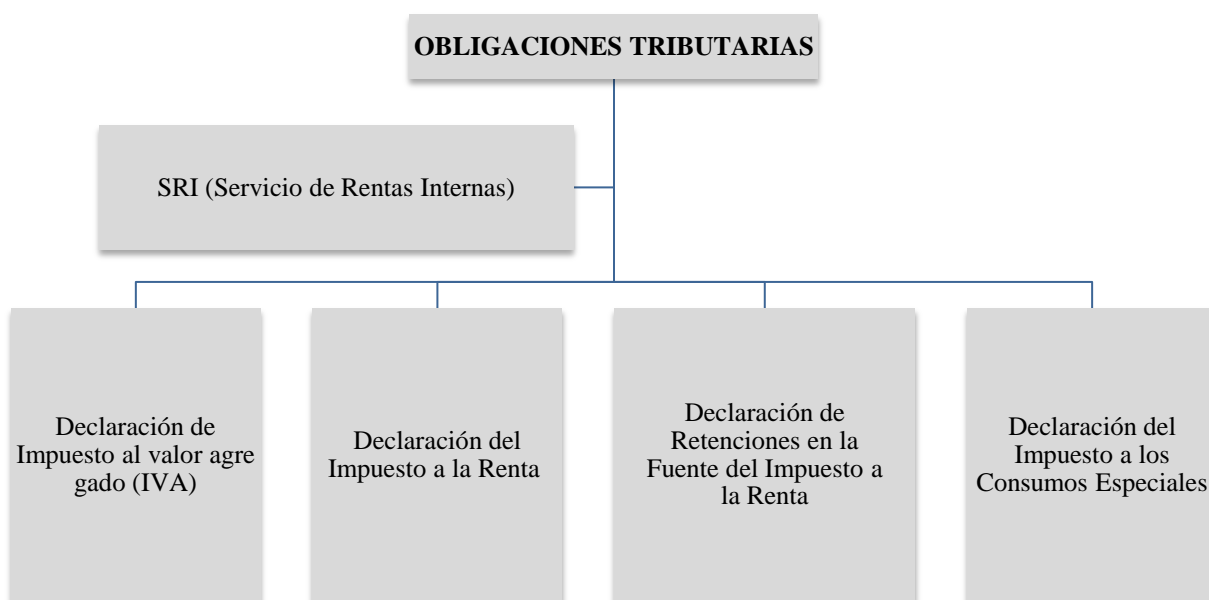 OBLIGACIONES TRIBUTARIAS
SRI (Servicio de Rentas Internas)
Declaración de
Impuesto al valor agre
gado (IVA)
Declaración del
Impuesto a la Renta
Declaración de
Retenciones en la
Fuente del Impuesto a
la Renta
Declaración del
Impuesto a los
Consumos Especiales